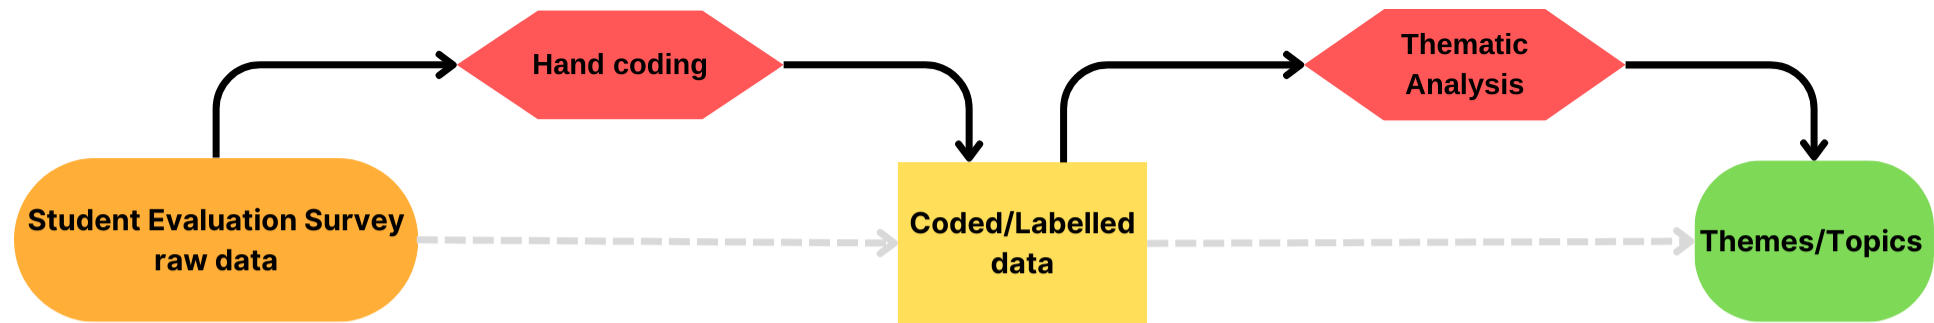 Hand coding
Thematic
Analysis
Student Evaluation Survey
raw data
Coded/Labelled
data
Themes/Topics